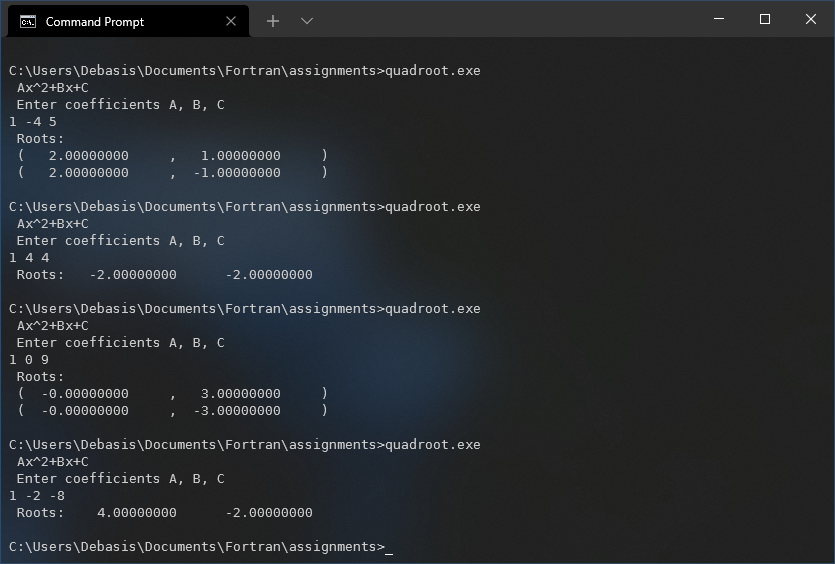 Command Prompt
C:\Users\Debasis\Documents\Fortran\assignments>quadroot.exe
Ax^2+Bx+C
Enter coefficients A, B, C
1 -4 5
Roots:
( 2.00000000 , 1.00000000 )
( 2.00000000 , -1.00000000 )
C:\Users\Debasis\Documents\Fortran\assignments>quadroot.exe
Ax^2+Bx+C
Enter coefficients A, B, C
1 4 4
Roots: -2.00000000 -2.00000000
C:\Users\Debasis\Documents\Fortran\assignments>quadroot.exe
Ax^2+Bx+C
Enter coefficients A, B, C
1 0 9
Roots:
( -0.00000000 , 3.00000000 )
( -0.00000000 , -3.00000000 )
C:\Users\Debasis\Documents\Fortran\assignments>quadroot.exe
Ax^2+Bx+C
Enter coefficients A, B, C
1 -2 -8
Roots: 4.00000000 -2.00000000
C:\Users\Debasis\Documents\Fortran\assignments>_